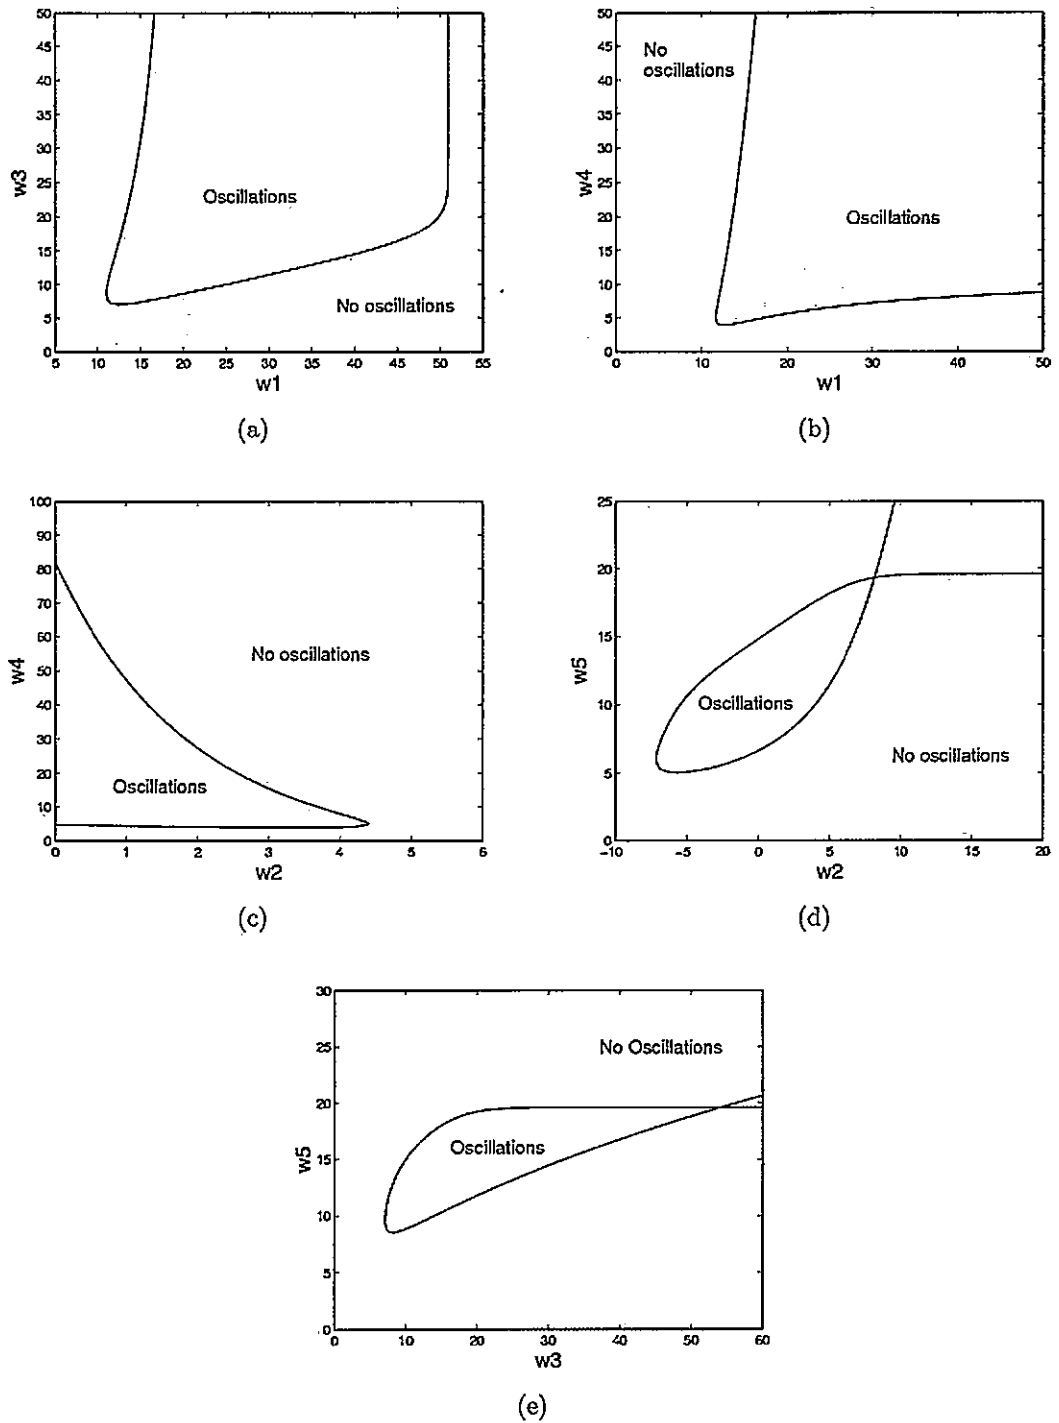 50
45
40
35
30
25
20
15
10
5
0
w3
Oscillations
No oscillations
5 10 15 20 25 30 35 40 45 50 55
w1
(a)
50
45
40
35
30
25
20
15
10
5
0
w4
No
oscillations
Oscillations
0 10 20 30 40 50
w1
(b)
100
90
80
70
60
50
40
30
20
10
0
w4
No oscillations
Oscillations
0 1 2 3 4 5 6
w2
(c)
25
20
15
10
5
0
w5
Oscillations
No oscillations
-10 -5 0 5 10 15 20
w2
(d)
30
25
20
15
10
5
0
w5
No Oscillations
Oscillations
0 10 20 30 40 50 60
w3
(e)